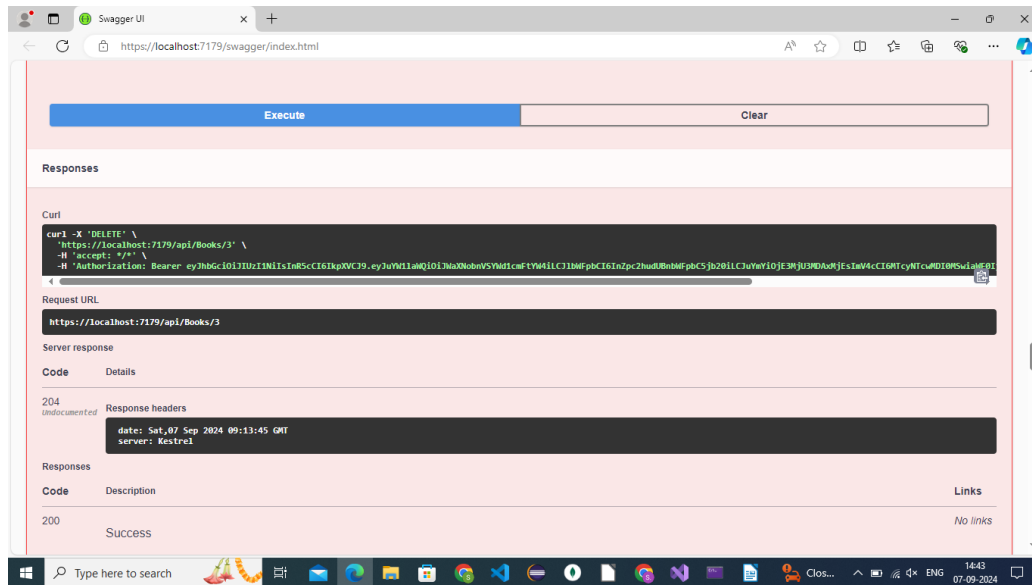 Swagger UI
https://localhost:7179/swagger/index.html
Execute
Clear
Responses
Curl
curl -X 'DELETE' \
'https://localhost:7179/api/Books/3' \
-H 'accept: */*' \
-H 'Authorization: Bearer
Request URL
https://localhost:7179/api/Books/3
Server response
Code Details
204
Undocumented
Response headers
date: Sat,07 Sep 2024 09:13:45 GMT
server: Kestrel
Responses
Code Description Links
200 No links
Success
Type here to search
Clos... ENG
14:43
07-09-2024